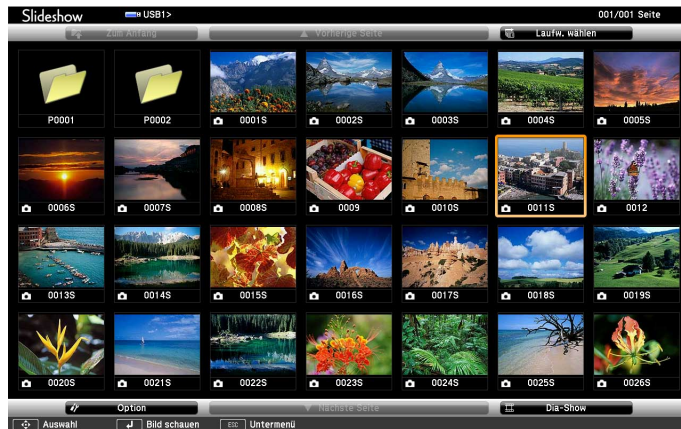 Slideshow USB1> 001/001 Seite
Zum Anfang ▲ Vorherige Seite Laufw. wählen
P0001 P0002 0001S 0002S 0003S 0004S 0005S
0006S 0007S 0008S 0009 0010S 0011S 0012
0013S 0014S 0015S 0016S 0017S 0018S 0019S
0020S 0021S 0022S 0023S 0024S 0025S 0026S
Option ▼ Nächste Seite Dia-Show
Auswahl Bild schauen ESC Untermenü